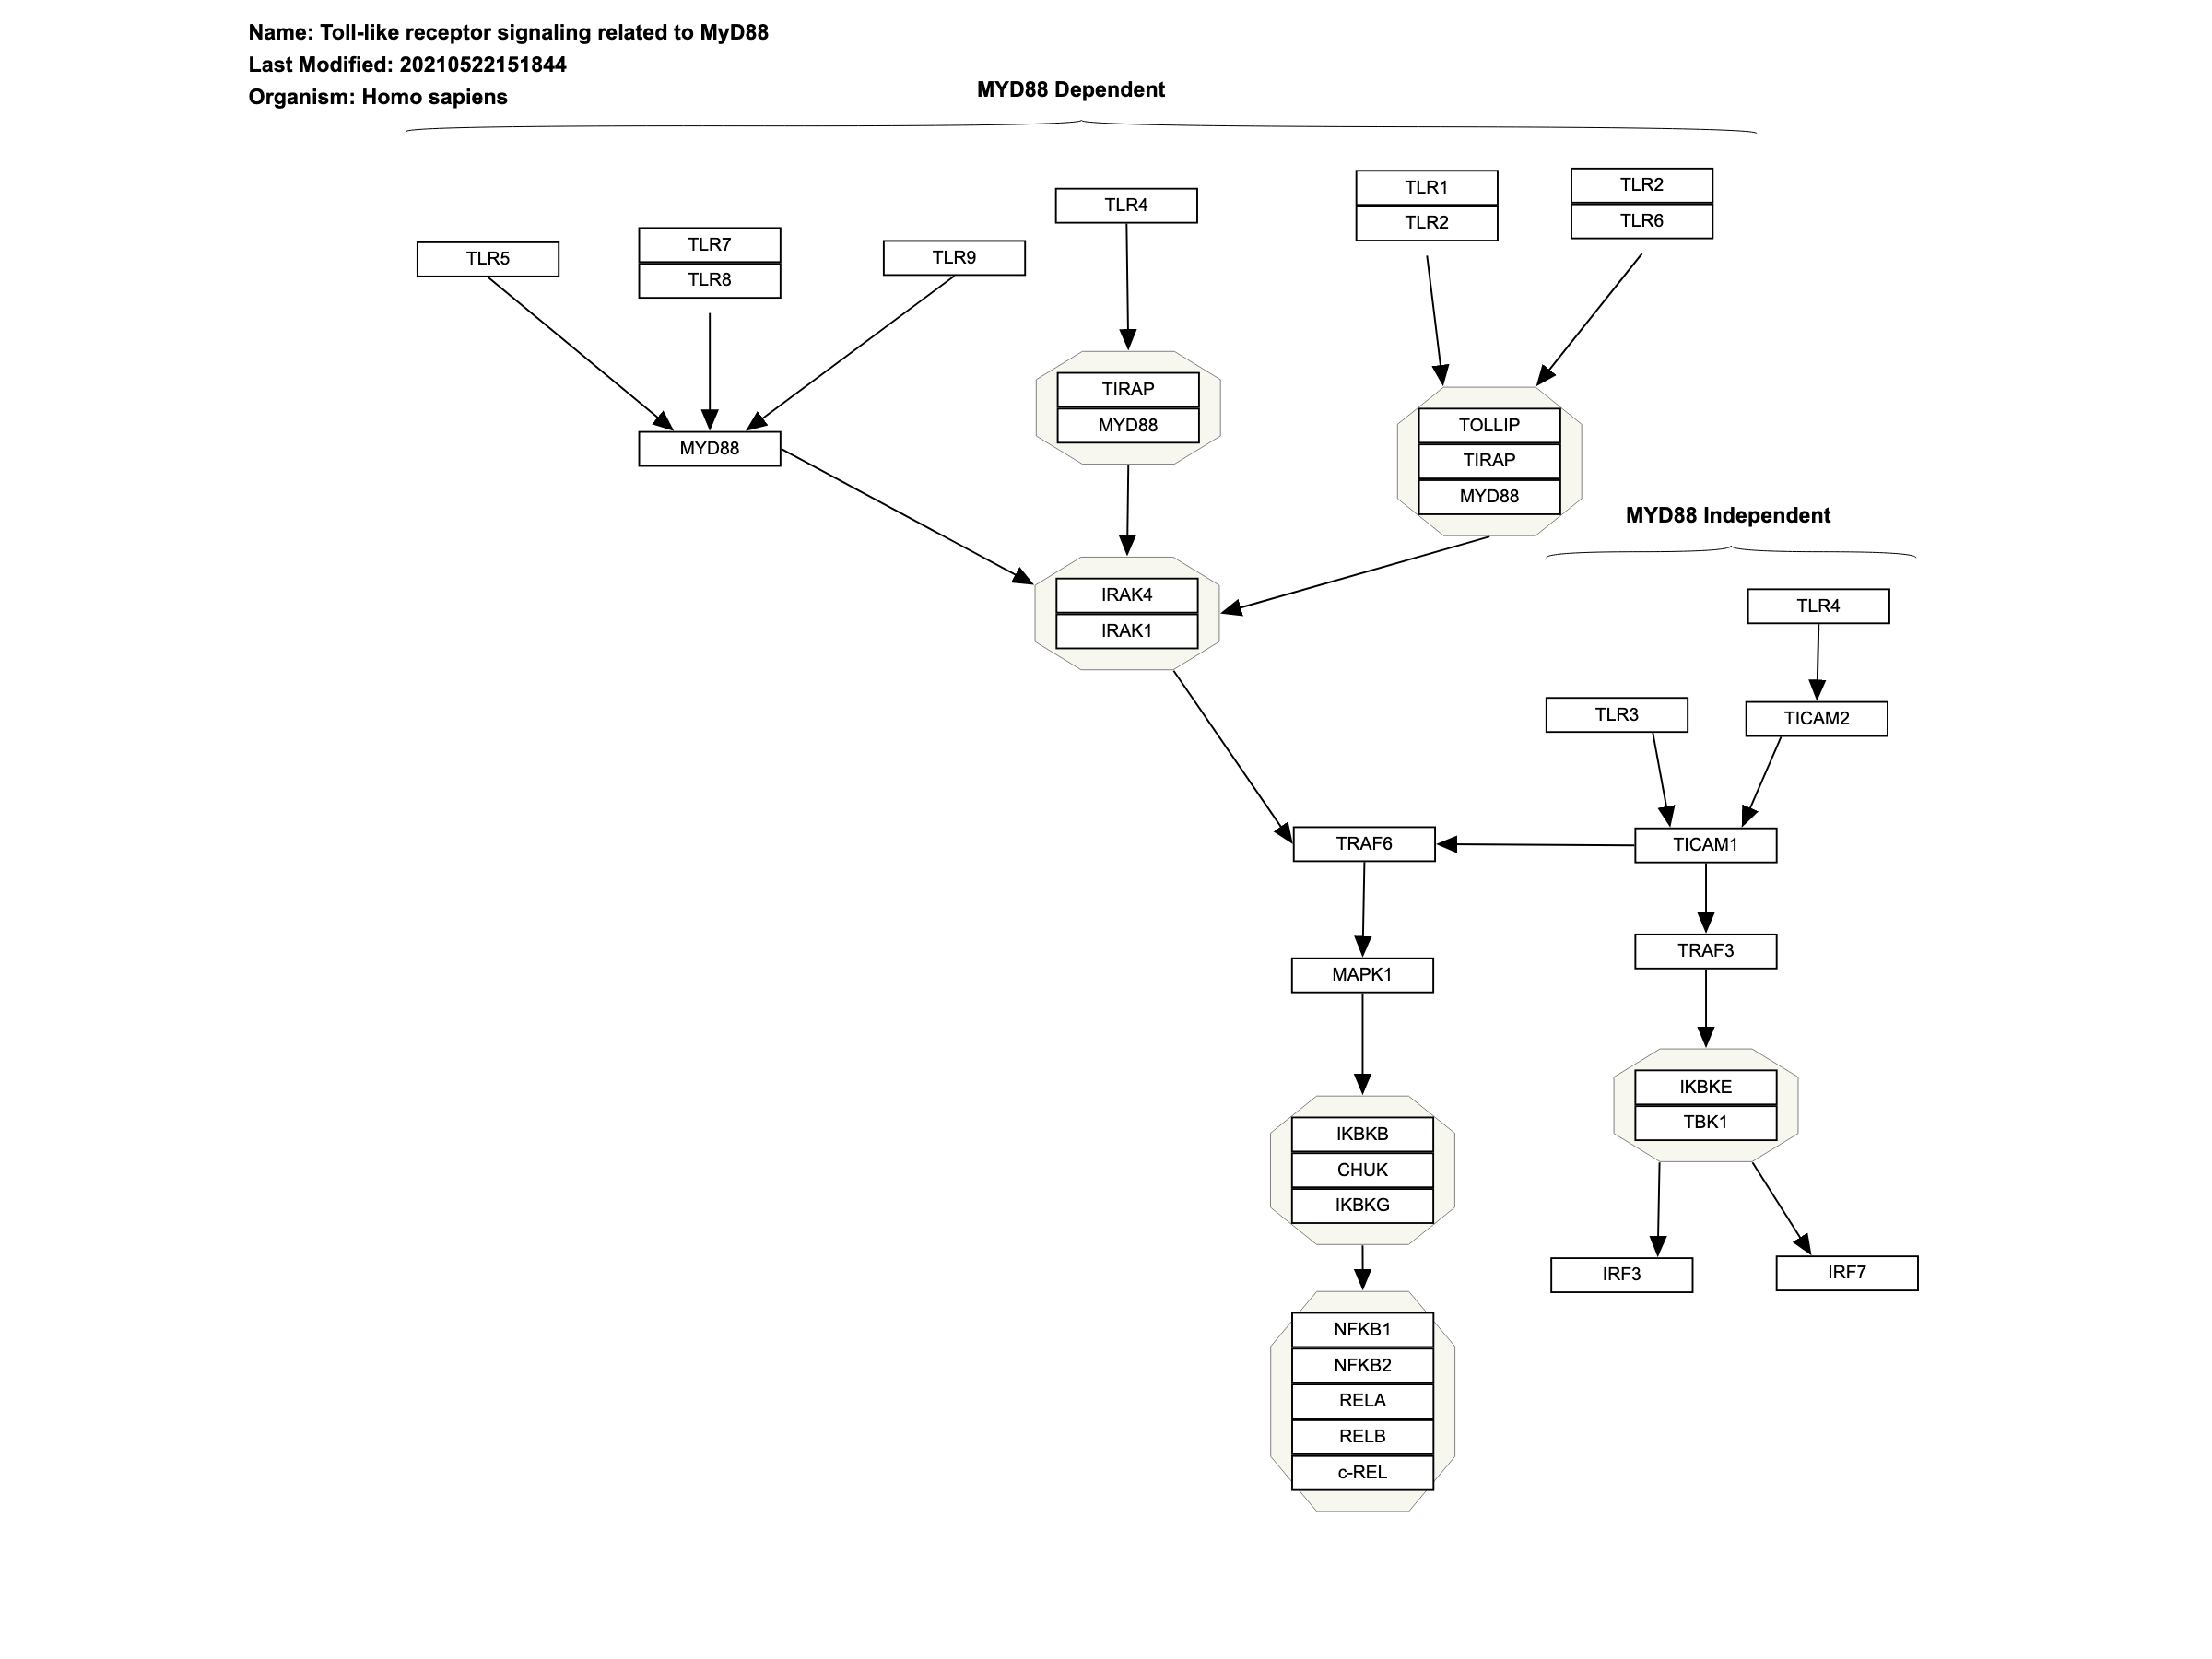 Name: Toll-like receptor signaling related to MyD88
Last Modified: 20210522151844
Organism: Homo sapiens
MYD88 Dependent
TLR5
TLR7
TLR8
TLR9
TLR4
TLR1
TLR2
TLR2
TLR6
MYD88
TIRAP
MYD88
TOLLIP
TIRAP
MYD88
IRAK4
IRAK1
MYD88 Independent
TLR4
TLR3
TICAM2
TRAF6
TICAM1
MAPK1
TRAF3
IKBKB
CHUK
IKBKG
IKBKE
TBK1
IRF3
IRF7
NFKB1
NFKB2
RELA
RELB
c-REL